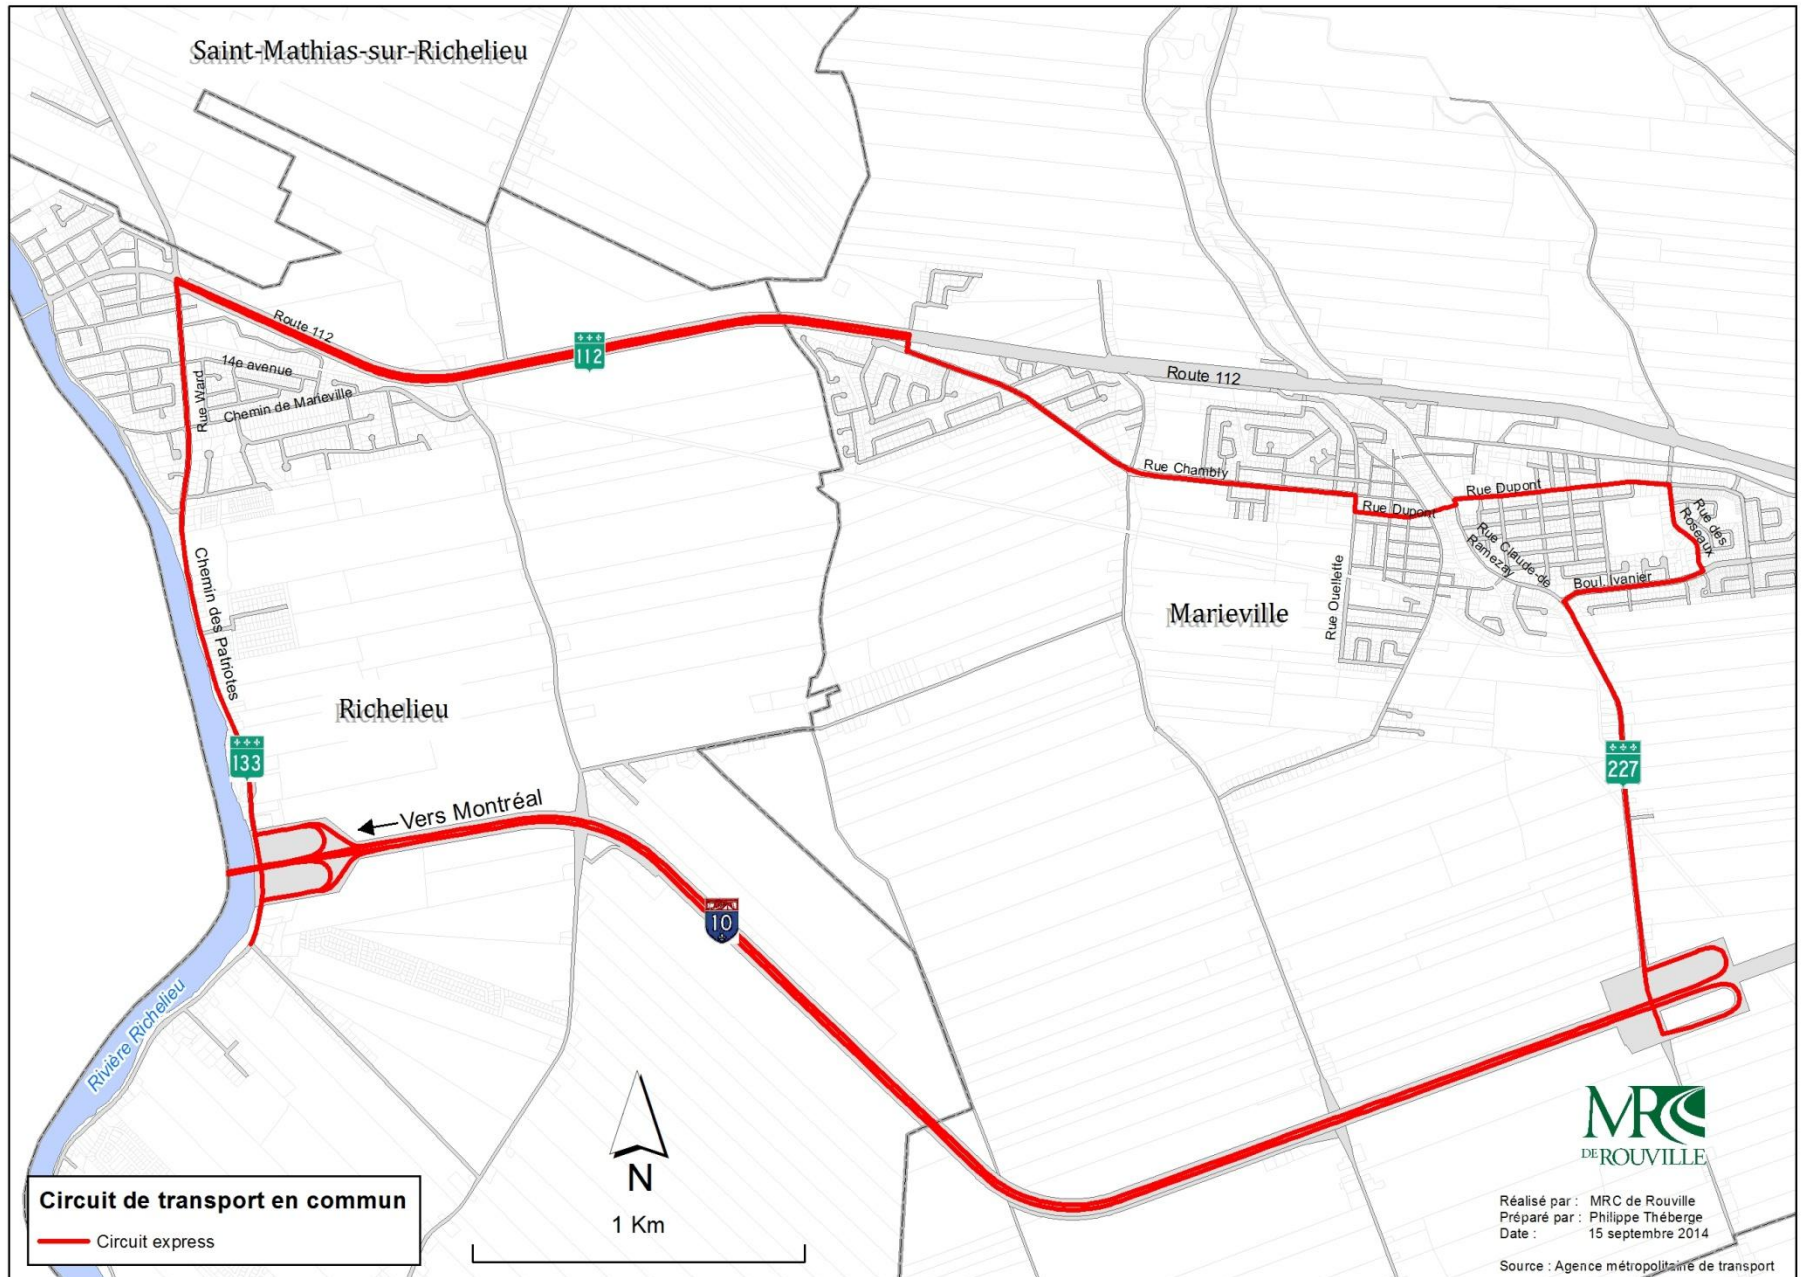 Saint-Mathias-sur-Richelieu
Route 112
112
14e avenue
Rue Ward
Chemin de Marieville
Route 112
Rue Chambly
Rue Dupont
Rue Dupont
Rue des
Roseaux
Rue Claude-de
Ramezay
Boul. Ivanier
Rue Ouellette
Marieville
Chemin des Patriotes
Richelieu
133
227
Vers Montréal
10
Rivière Richelieu
N
1 Km
Circuit de transport en commun
Circuit express
MRC
DE ROUVILLE
Réalisé par : MRC de Rouville
Préparé par : Philippe Théberge
Date : 15 septembre 2014
Source : Agence métropolitaine de transport